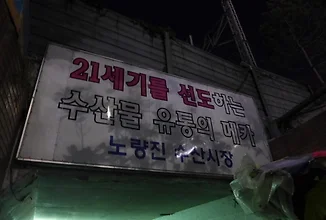 21세기를 선도하는
수산물 유통의 메카
노량진 수산시장